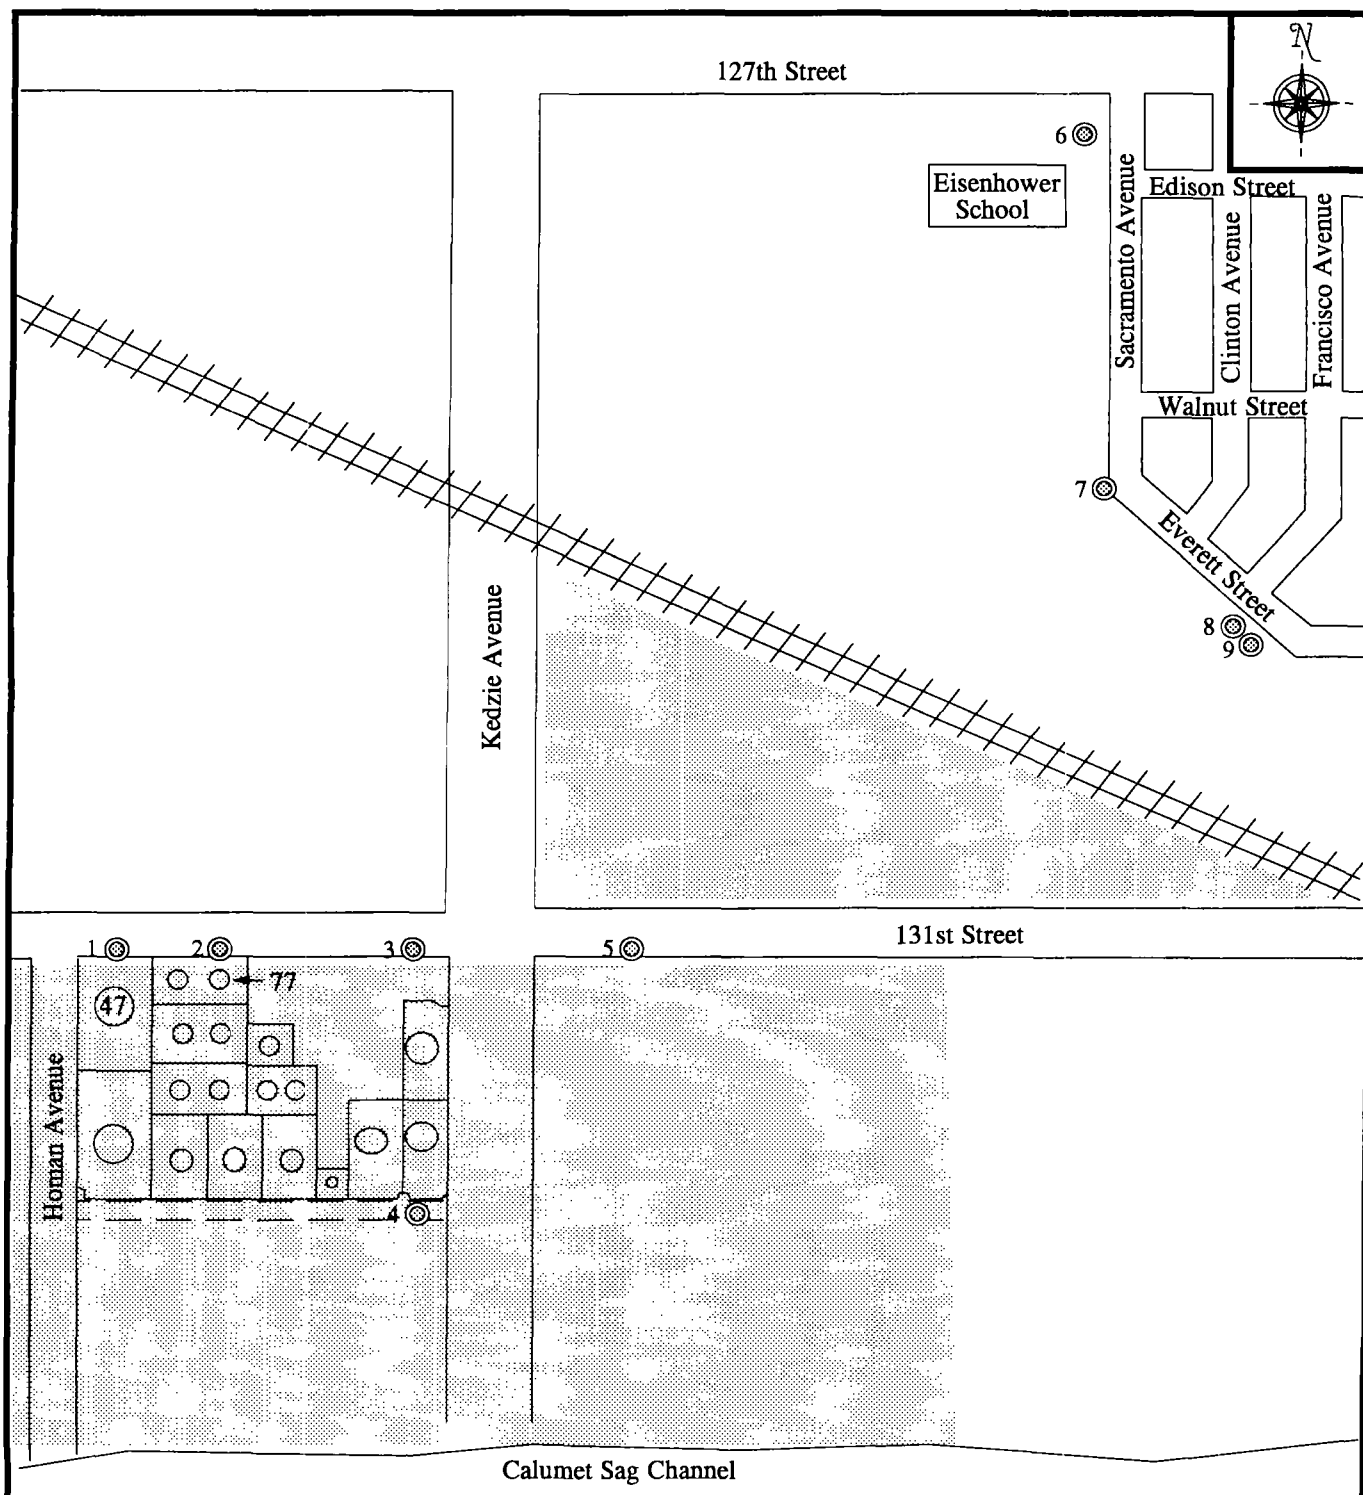 N
127th Street
6
Eisenhower
School
Sacramento Avenue
Edison Street
Clinton Avenue
Francisco Avenue
Walnut Street
7
Everett Street
8
9
Kedzie Avenue
131st Street
1
2
3
5
77
47
Homan Avenue
4
Calumet Sag Channel